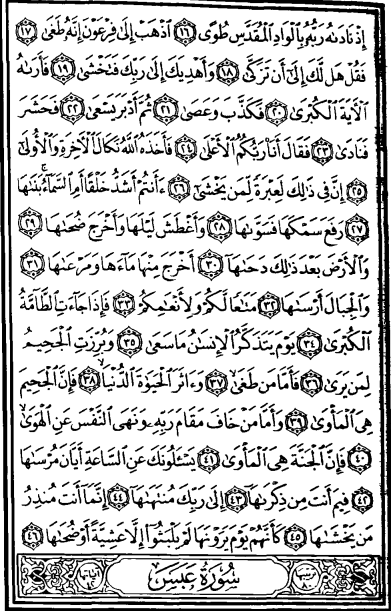 إِذْ نَادَىٰهُ رَبُّهُۥ بِٱلْوَادِ ٱلْمُقَدَّسِ طُوًى ١٦ ٱذْهَبْ إِلَىٰ فِرْعَوْنَ إِنَّهُۥ طَغَىٰ ١٧
فَقُلْ هَل لَّكَ إِلَىٰٓ أَن تَزَكَّىٰ ١٨ وَأَهْدِيَكَ إِلَىٰ رَبِّكَ فَتَخْشَىٰ ١٩ فَأَرَىٰهُ
ٱلْـَٔايَةَ ٱلْكُبْرَىٰ ٢٠ فَكَذَّبَ وَعَصَىٰ ٢١ ثُمَّ أَدْبَرَ يَسْعَىٰ ٢٢ فَحَشَرَ
فَنَادَىٰ ٢٣ فَقَالَ أَنَا۠ رَبُّكُمُ ٱلْأَعْلَىٰ ٢٤ فَأَخَذَهُ ٱللَّهُ نَكَالَ ٱلْـَٔاخِرَةِ وَٱلْأُولَىٰٓ
٢٥ إِنَّ فِى ذَٰلِكَ لَعِبْرَةً لِّمَن يَخْشَىٰٓ ٢٦ ءَأَنتُمْ أَشَدُّ خَلْقًا أَمِ ٱلسَّمَآءُ ۚ بَنَىٰهَا
٢٧ رَفَعَ سَمْكَهَا فَسَوَّىٰهَا ٢٨ وَأَغْطَشَ لَيْلَهَا وَأَخْرَجَ ضُحَىٰهَا ٢٩
وَٱلْأَرْضَ بَعْدَ ذَٰلِكَ دَحَىٰهَآ ٣٠ أَخْرَجَ مِنْهَا مَآءَهَا وَمَرْعَىٰهَا ٣١
وَٱلْجِبَالَ أَرْسَىٰهَا ٣٢ مَتَٰعًا لَّكُمْ وَلِأَنْعَٰمِكُمْ ٣٣ فَإِذَا جَآءَتِ ٱلطَّآمَّةُ
ٱلْكُبْرَىٰ ٣٤ يَوْمَ يَتَذَكَّرُ ٱلْإِنسَٰنُ مَا سَعَىٰ ٣٥ وَبُرِّزَتِ ٱلْجَحِيمُ
لِمَن يَرَىٰ ٣٦ فَأَمَّا مَن طَغَىٰ ٣٧ وَءَاثَرَ ٱلْحَيَوٰةَ ٱلدُّنْيَا ٣٨ فَإِنَّ ٱلْجَحِيمَ
هِىَ ٱلْمَأْوَىٰ ٣٩ وَأَمَّا مَنْ خَافَ مَقَامَ رَبِّهِۦ وَنَهَى ٱلنَّفْسَ عَنِ ٱلْهَوَىٰ
٤٠ فَإِنَّ ٱلْجَنَّةَ هِىَ ٱلْمَأْوَىٰ ٤١ يَسْـَٔلُونَكَ عَنِ ٱلسَّاعَةِ أَيَّانَ مُرْسَىٰهَا
٤٢ فِيمَ أَنتَ مِن ذِكْرَىٰهَآ ٤٣ إِلَىٰ رَبِّكَ مُنتَهَىٰهَآ ٤٤ إِنَّمَآ أَنتَ مُنذِرُ
مَن يَخْشَىٰهَا ٤٥ كَأَنَّهُمْ يَوْمَ يَرَوْنَهَا لَمْ يَلْبَثُوٓا۟ إِلَّا عَشِيَّةً أَوْ ضُحَىٰهَا ٤٦
سُورَةُ عَبَسَ